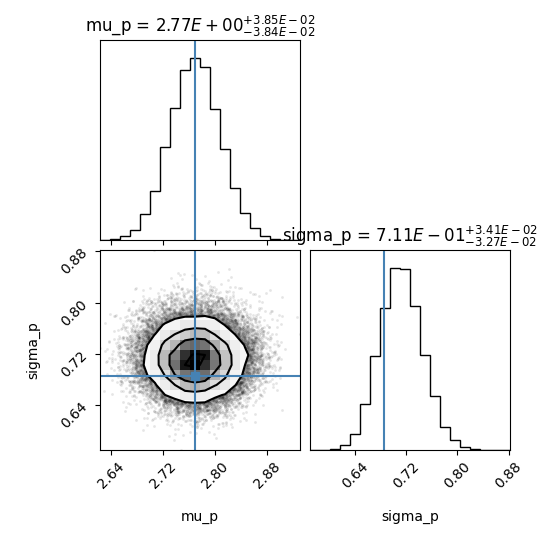 mu_p = 2.77E + 00^{+3.85E−02}_{−3.84E−02}
sigma_p = 7.11E − 01^{+3.41E−02}_{−3.27E−02}
sigma_p
0.88
0.80
0.72
0.64
47
2.64
2.72
2.80
2.88
mu_p
0.64
0.72
0.80
0.88
sigma_p